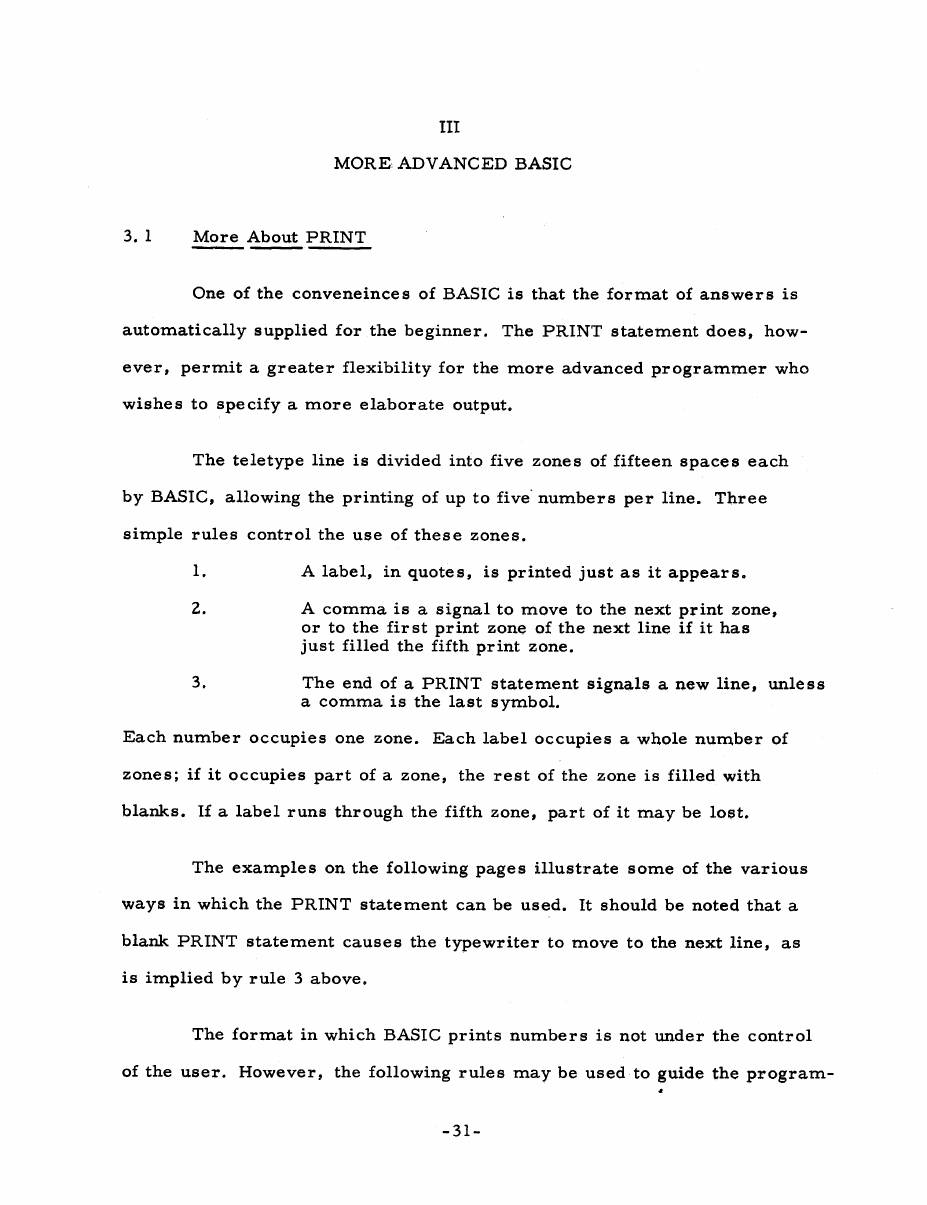 III
MORE ADVANCED BASIC
3.1 More About PRINT
One of the conveneinces of BASIC is that the format of answers is
automatically supplied for the beginner. The PRINT statement does, how-
ever, permit a greater flexibility for the more advanced programmer who
wishes to specify a more elaborate output.
The teletype line is divided into five zones of fifteen spaces each
by BASIC, allowing the printing of up to five numbers per line. Three
simple rules control the use of these zones.
1. A label, in quotes, is printed just as it appears.
2. A comma is a signal to move to the next print zone,
or to the first print zone of the next line if it has
just filled the fifth print zone.
3. The end of a PRINT statement signals a new line, unless
a comma is the last symbol.
Each number occupies one zone. Each label occupies a whole number of
zones; if it occupies part of a zone, the rest of the zone is filled with
blanks. If a label runs through the fifth zone, part of it may be lost.
The examples on the following pages illustrate some of the various
ways in which the PRINT statement can be used. It should be noted that a
blank PRINT statement causes the typewriter to move to the next line, as
is implied by rule 3 above.
The format in which BASIC prints numbers is not under the control
of the user. However, the following rules may be used to guide the program-
-31-